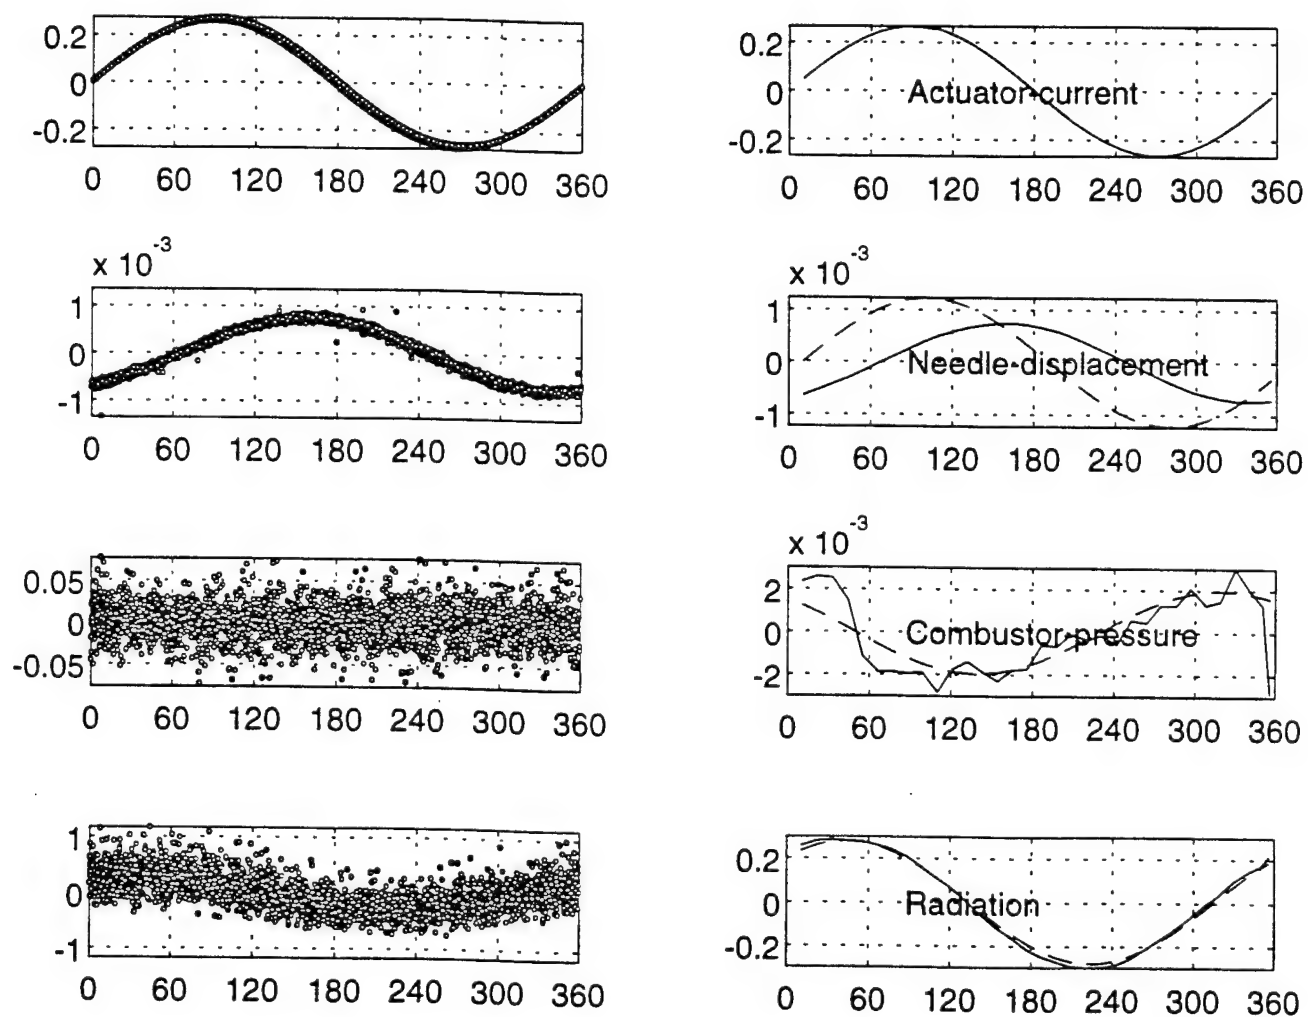 0.2
0
-0.2
0 60 120 180 240 300 360
0.2
0
-0.2
Actuator-current
0 60 120 180 240 300 360
x 10-3
1
0
-1
0 60 120 180 240 300 360
x 10-3
1
0
-1
Needle-displacement
0 60 120 180 240 300 360
0.05
0
-0.05
0 60 120 180 240 300 360
x 10-3
2
0
-2
Combustor-pressure
0 60 120 180 240 300 360
1
0
-1
0 60 120 180 240 300 360
0.2
0
-0.2
Radiation
0 60 120 180 240 300 360